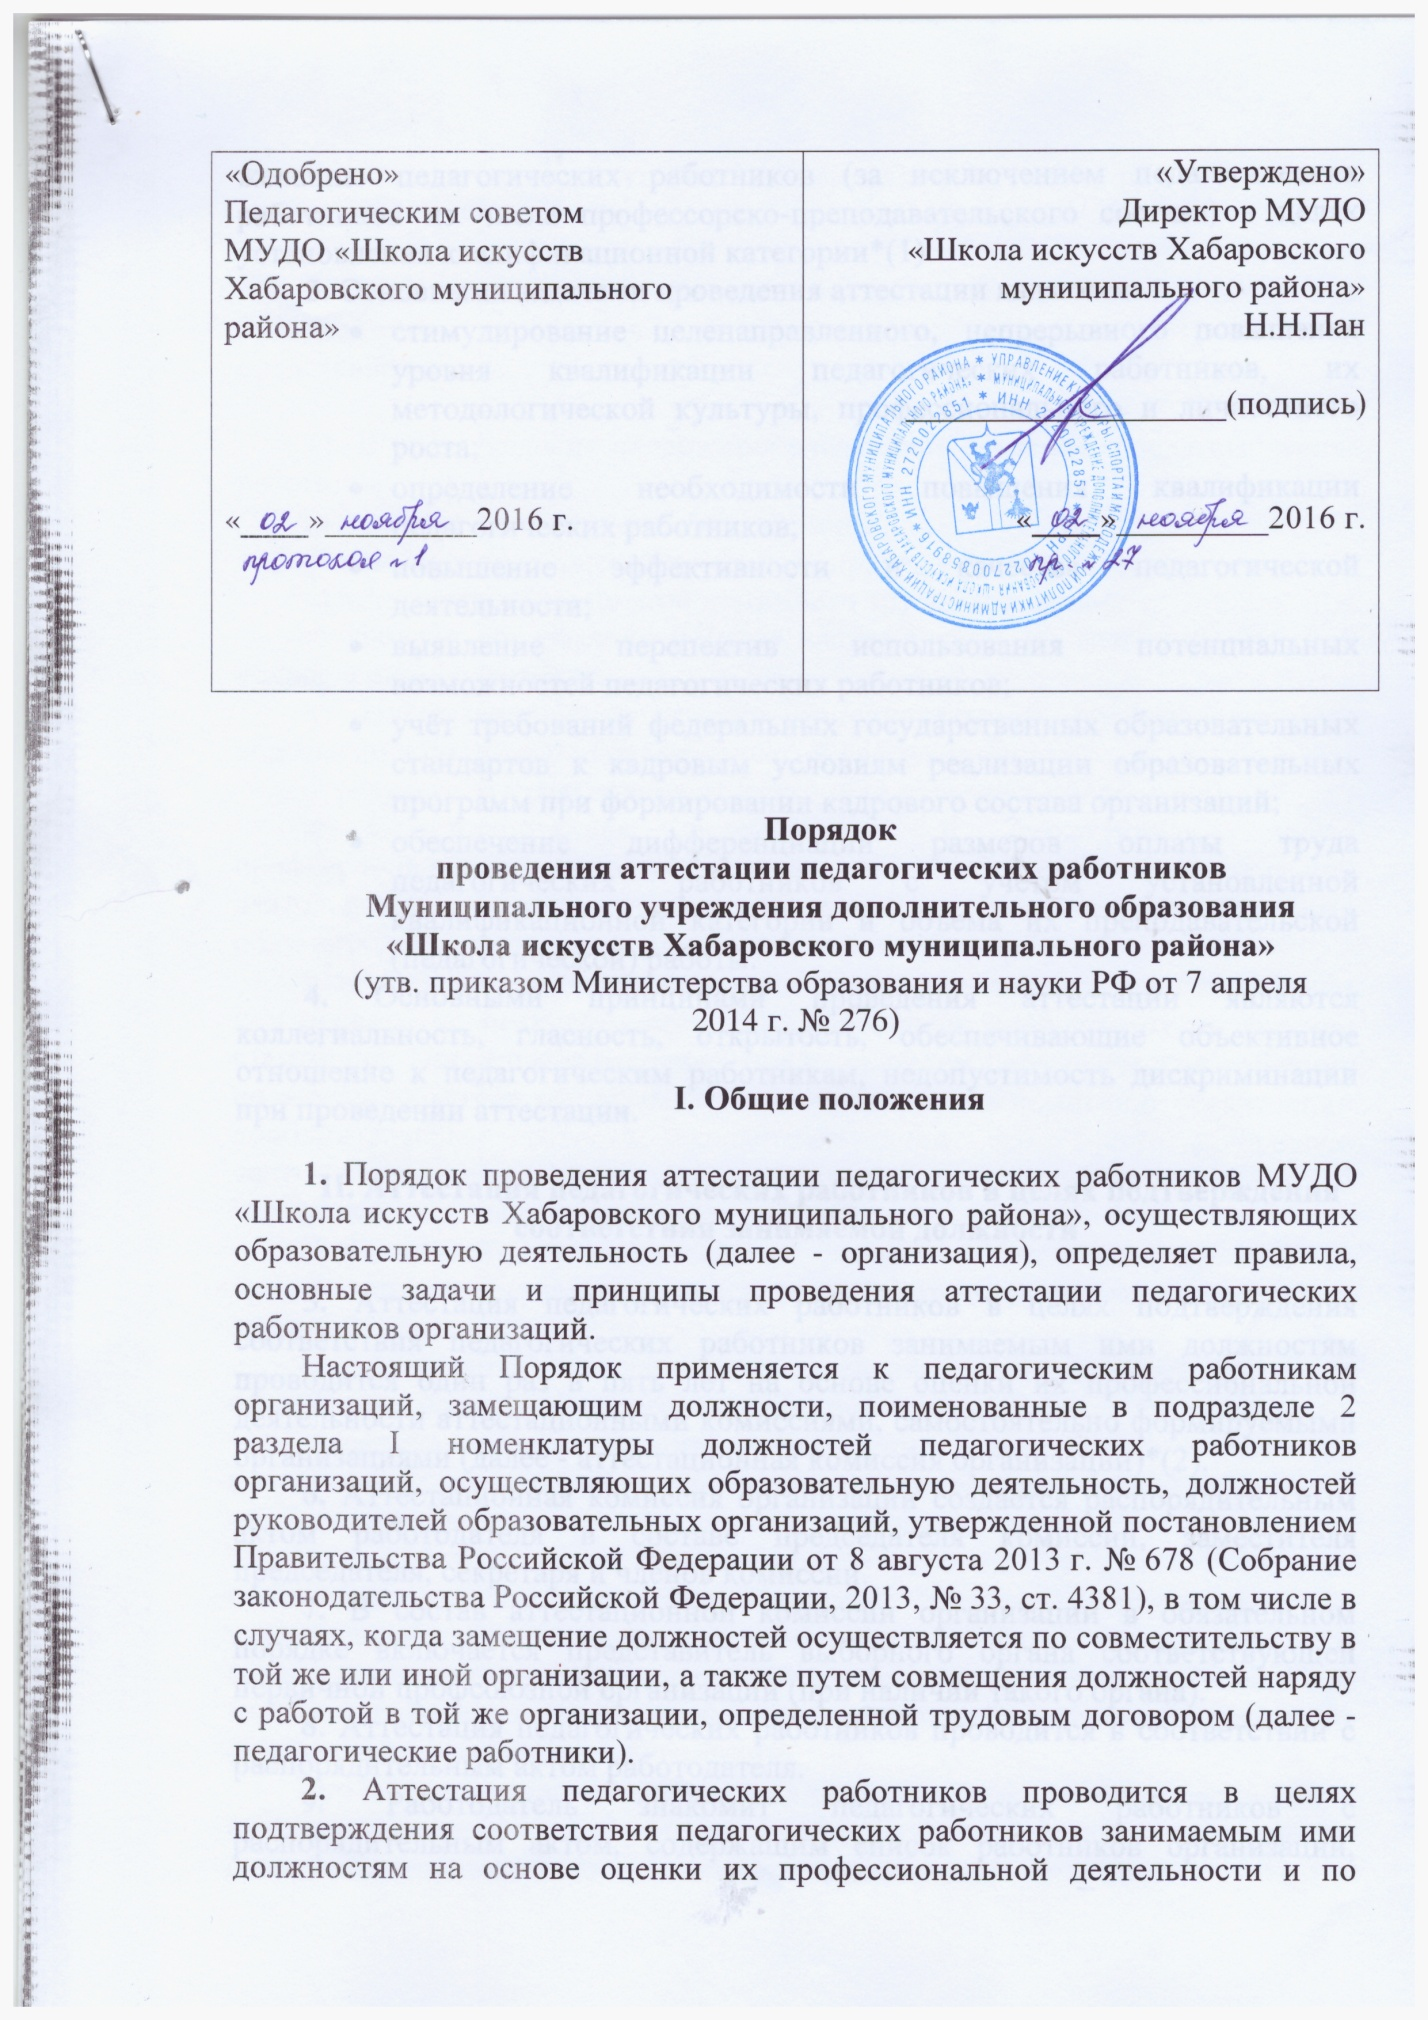 «Одобрено»
Педагогическим советом
МУДО «Школа искусств
Хабаровского муниципального
района»
« 02 » ноября 2016 г.
протокол № 1
«Утверждено»
Директор МУДО
«Школа искусств Хабаровского
муниципального района»
Н.Н.Пан
(подпись)
« 02 » ноября 2016 г.
пр. № 27
Порядок
проведения аттестации педагогических работников
Муниципального учреждения дополнительного образования
«Школа искусств Хабаровского муниципального района»
(утв. приказом Министерства образования и науки РФ от 7 апреля
2014 г. № 276)
I. Общие положения
1. Порядок проведения аттестации педагогических работников МУДО
«Школа искусств Хабаровского муниципального района», осуществляющих
образовательную деятельность (далее - организация), определяет правила,
основные задачи и принципы проведения аттестации педагогических
работников организаций.
Настоящий Порядок применяется к педагогическим работникам
организаций, замещающим должности, поименованные в подразделе 2
раздела I номенклатуры должностей педагогических работников
организаций, осуществляющих образовательную деятельность, должностей
руководителей образовательных организаций, утвержденной постановлением
Правительства Российской Федерации от 8 августа 2013 г. № 678 (Собрание
законодательства Российской Федерации, 2013, № 33, ст. 4381), в том числе в
случаях, когда замещение должностей осуществляется по совместительству в
той же или иной организации, а также путем совмещения должностей наряду
с работой в той же организации, определенной трудовым договором (далее -
педагогические работники).
2. Аттестация педагогических работников проводится в целях
подтверждения соответствия педагогических работников занимаемым ими
должностям на основе оценки их профессиональной деятельности и по